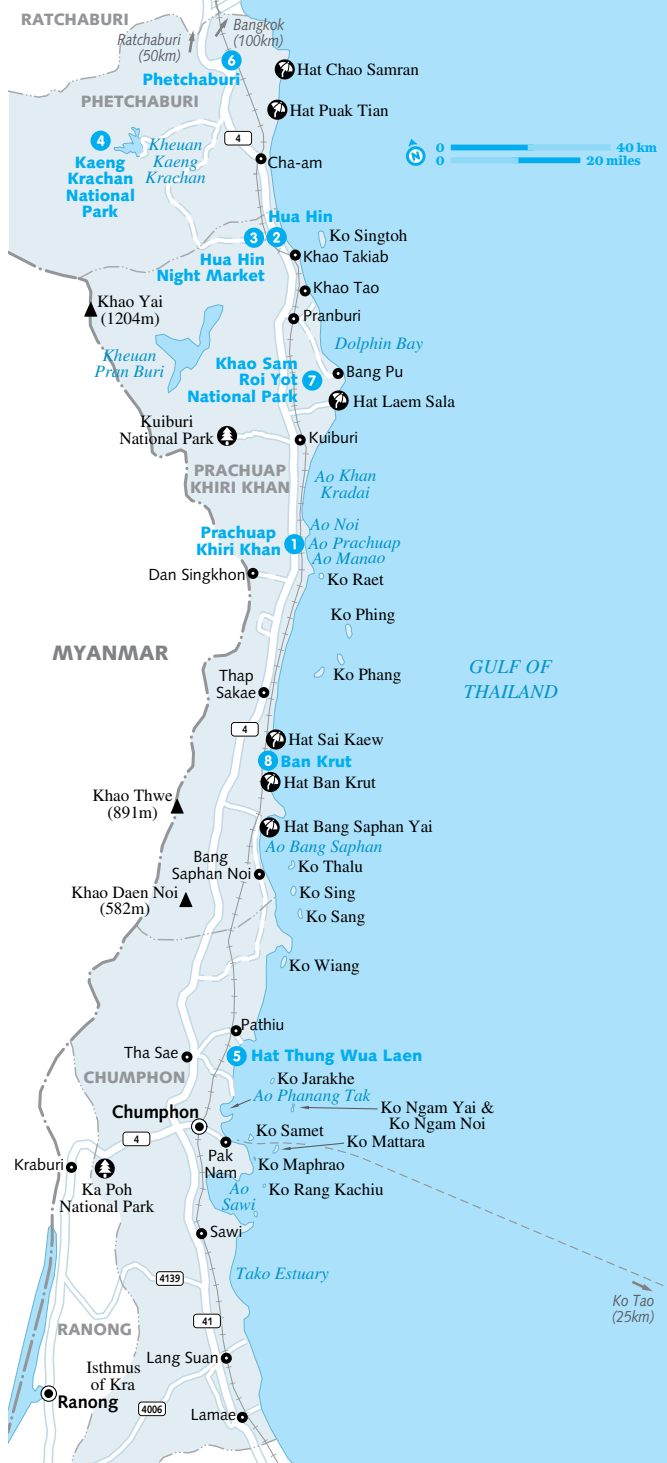 RATCHABURI
Ratchaburi
(50km)
Bangkok
(100km)
6
Phetchaburi
Hat Chao Samran
PHETCHABURI
Hat Puak Tian
4
Kaeng
Krachan
National
Park
Kheuan
Kaeng
Krachan
4
Cha-am
N
0 40 km
0 20 miles
Hua Hin
3 2
Ko Singtoh
Hua Hin
Night Market
Khao Takiab
Khao Tao
Khao Yai
(1204m)
Pranburi
Kheuan
Pran Buri
Dolphin Bay
Khao Sam
Roi Yot
National Park
7
Bang Pu
Hat Laem Sala
Kuiburi
National Park
Kuiburi
PRACHUAP
KHIRI KHAN
Ao Khan
Kradai
Ao Noi
Prachuap
Khiri Khan
1
Ao Prachuap
Ao Manao
Dan Singkhon
Ko Raet
Ko Phing
MYANMAR
GULF OF
THAILAND
Ko Phang
Thap
Sakae
4
Hat Sai Kaew
8
Ban Krut
Hat Ban Krut
Khao Thwe
(891m)
Hat Bang Saphan Yai
Ao Bang Saphan
Bang
Saphan Noi
Ko Thalu
Khao Daen Noi
(582m)
Ko Sing
Ko Sang
Ko Wiang
Pathiu
Tha Sae
5
Hat Thung Wua Laen
CHUMPHON
Ko Jarakhe
Ao Phanang Tak
Chumphon
Ko Ngam Yai &
Ko Ngam Noi
4
Ko Samet
Ko Mattara
Pak
Nam
Kraburi
Ko Maphrao
Ka Poh
National Park
Ao
Sawi
Ko Rang Kachiu
Sawi
4139
Tako Estuary
Ko Tao
(25km)
41
RANONG
Lang Suan
Isthmus
of Kra
Ranong
4006
Lamae